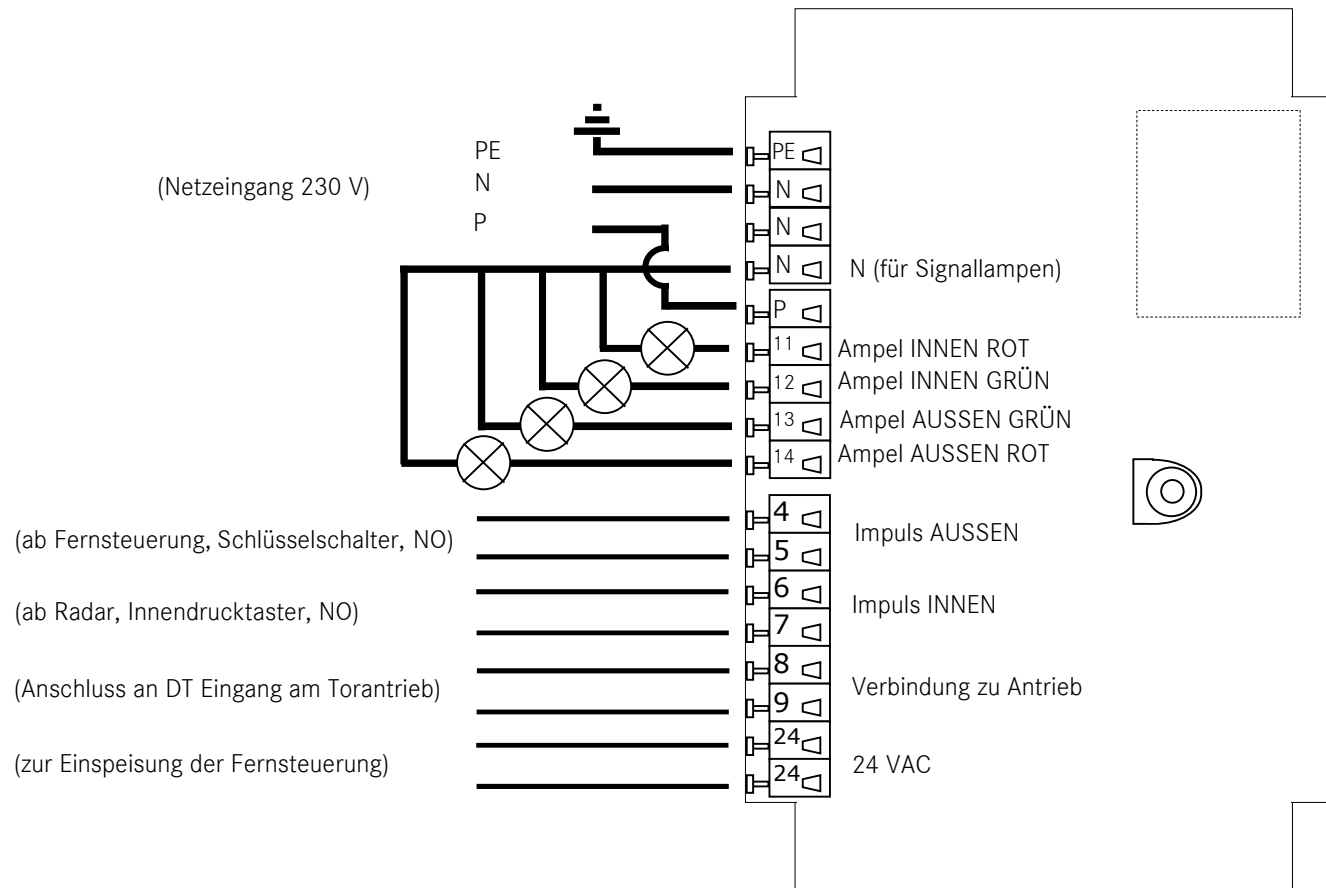 PE
PE
(Netzeingang 230 V)
N
N
P
N
N
N (für Signallampen)
P
11
Ampel INNEN ROT
12
Ampel INNEN GRÜN
13
Ampel AUSSEN GRÜN
14
Ampel AUSSEN ROT
4
(ab Fernsteuerung, Schlüsselschalter, NO)
Impuls AUSSEN
5
6
(ab Radar, Innendrucktaster, NO)
Impuls INNEN
7
8
(Anschluss an DT Eingang am Torantrieb)
Verbindung zu Antrieb
9
24
(zur Einspeisung der Fernsteuerung)
24 VAC
24